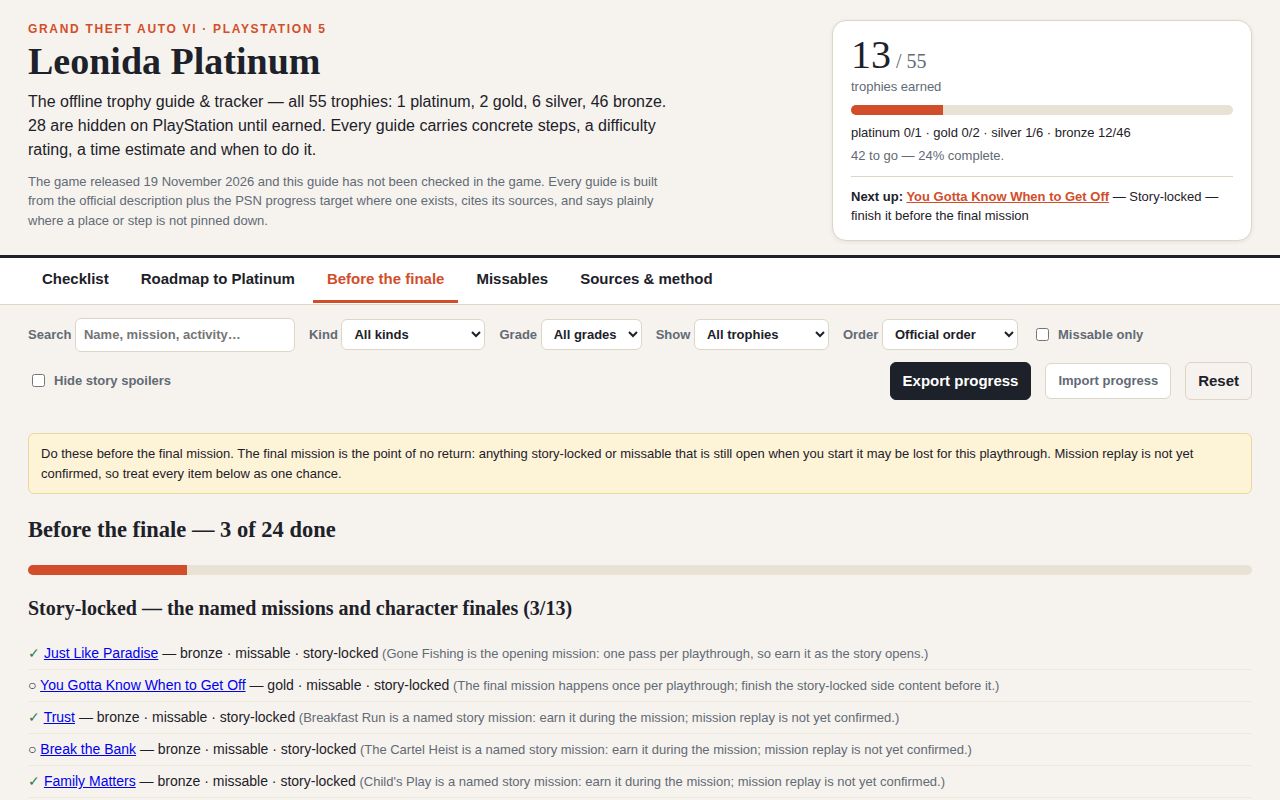 GRAND THEFT AUTO VI · PLAYSTATION 5
Leonida Platinum
The offline trophy guide & tracker — all 55 trophies: 1 platinum, 2 gold, 6 silver, 46 bronze.
28 are hidden on PlayStation until earned. Every guide carries concrete steps, a difficulty
rating, a time estimate and when to do it.
The game released 19 November 2026 and this guide has not been checked in the game. Every guide is built
from the official description plus the PSN progress target where one exists, cites its sources, and says plainly
where a place or step is not pinned down.
13 / 55
trophies earned
platinum 0/1 · gold 0/2 · silver 1/6 · bronze 12/46
42 to go — 24% complete.
Next up: You Gotta Know When to Get Off — Story-locked —
finish it before the final mission
Checklist Roadmap to Platinum Before the finale Missables Sources & method
Search Name, mission, activity… Kind All kinds Grade All grades Show All trophies Order Official order Missable only
Hide story spoilers Export progress Import progress Reset
Do these before the final mission. The final mission is the point of no return: anything story-locked or missable that is still open when you start it may be lost for this playthrough. Mission replay is not yet
confirmed, so treat every item below as one chance.
Before the finale — 3 of 24 done
Story-locked — the named missions and character finales (3/13)
✓ Just Like Paradise — bronze · missable · story-locked (Gone Fishing is the opening mission: one pass per playthrough, so earn it as the story opens.)
○ You Gotta Know When to Get Off — gold · missable · story-locked (The final mission happens once per playthrough; finish the story-locked side content before it.)
✓ Trust — bronze · missable · story-locked (Breakfast Run is a named story mission: earn it during the mission; mission replay is not yet confirmed.)
○ Break the Bank — bronze · missable · story-locked (The Cartel Heist is a named story mission: earn it during the mission; mission replay is not yet confirmed.)
✓ Family Matters — bronze · missable · story-locked (Child's Play is a named story mission: earn it during the mission; mission replay is not yet confirmed.)